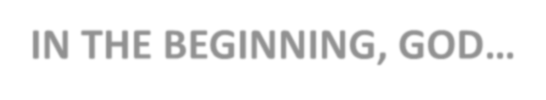 IN THE BEGINNING, GOD…